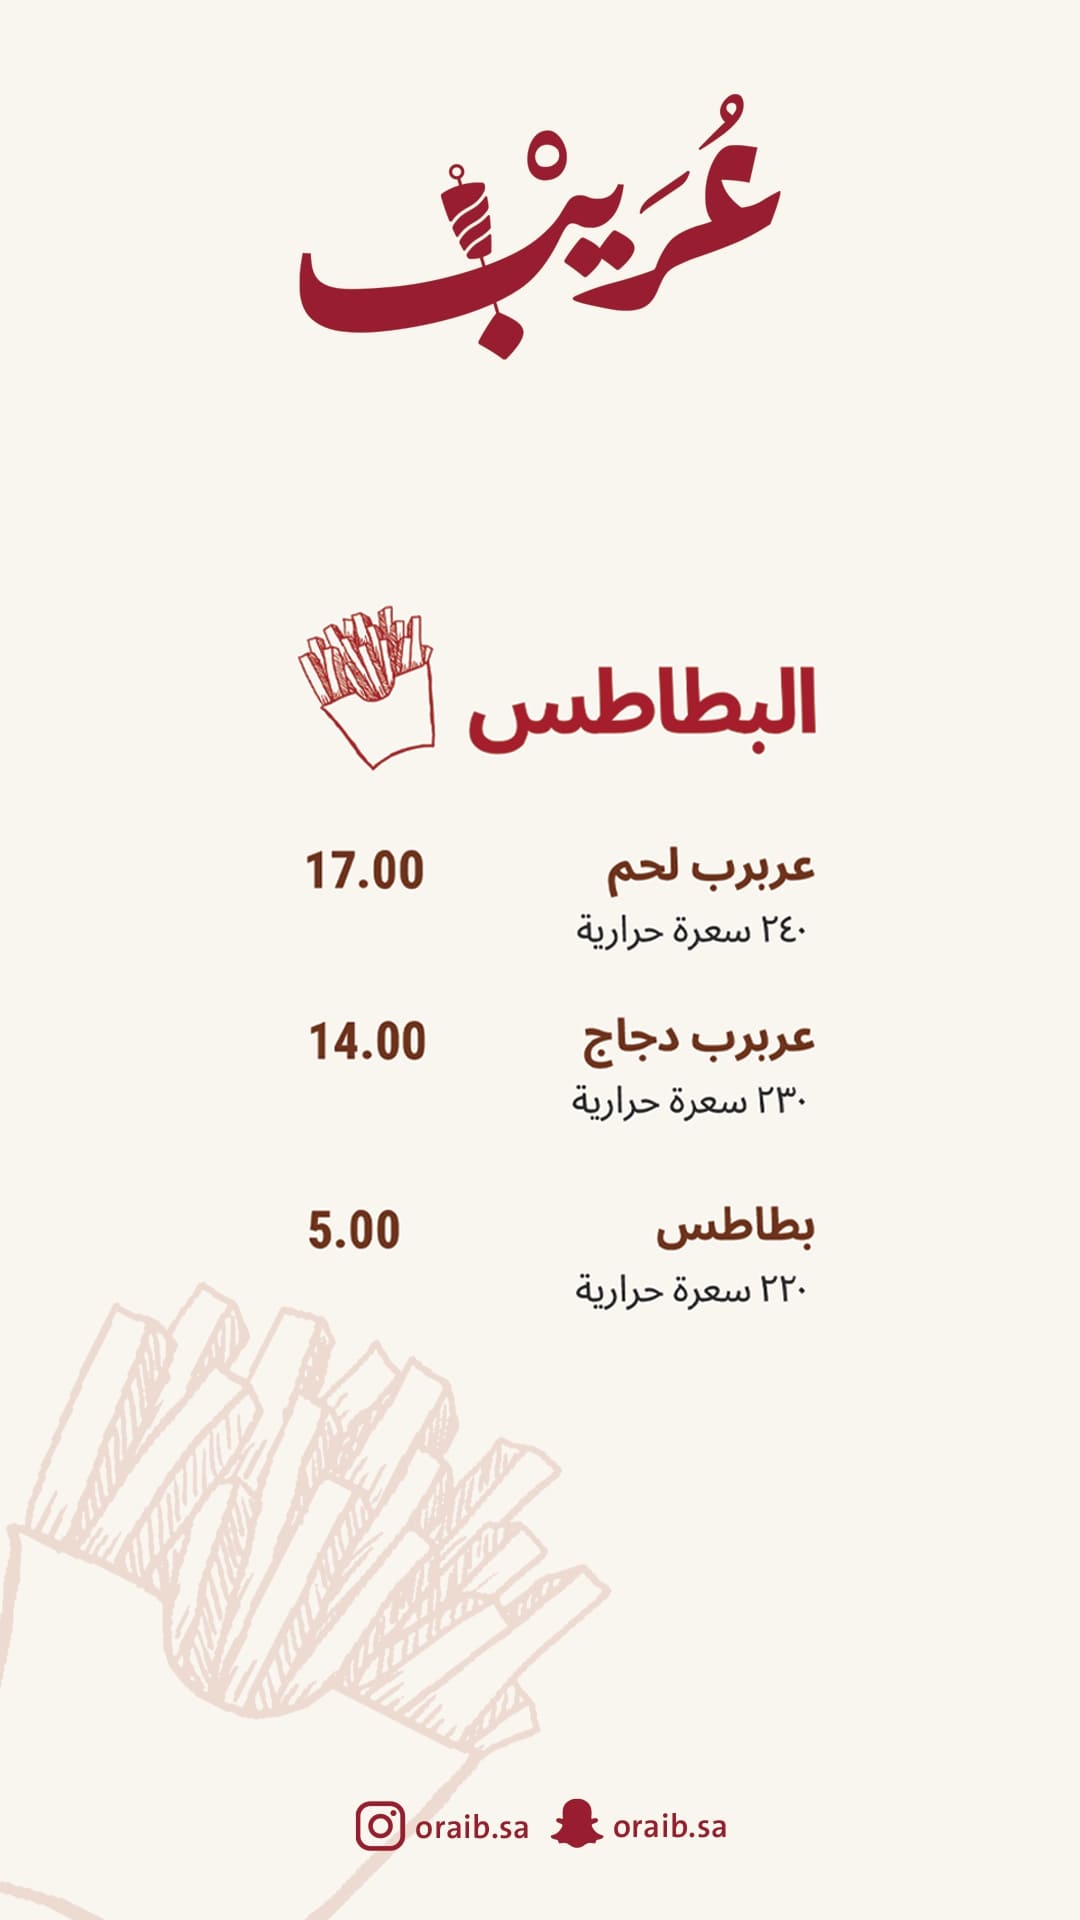 عُرَيْب
البطاطس
عربرب لحم 17.00
٢٤٠ سعرة حرارية
عربرب دجاج 14.00
٢٣٠ سعرة حرارية
بطاطس 5.00
٢٢٠ سعرة حرارية
oraib.sa oraib.sa